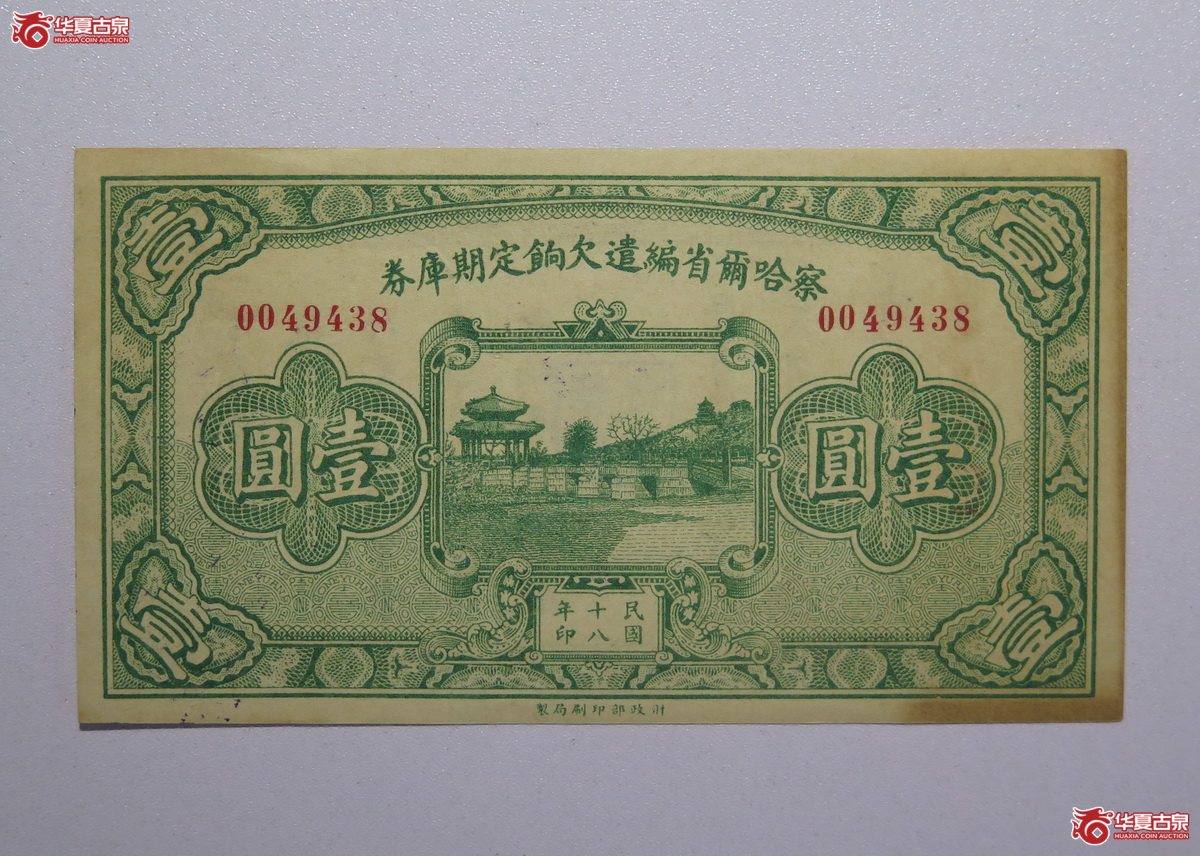 华夏古泉
HUAXIA COIN AUCTION
壹
壹
察哈爾省編遣欠餉定期庫券
0049438
0049438
壹圓
壹圓
民國十八年印
壹
壹
財政部印刷局製
华夏古泉
HUAXIA COIN AUCTION